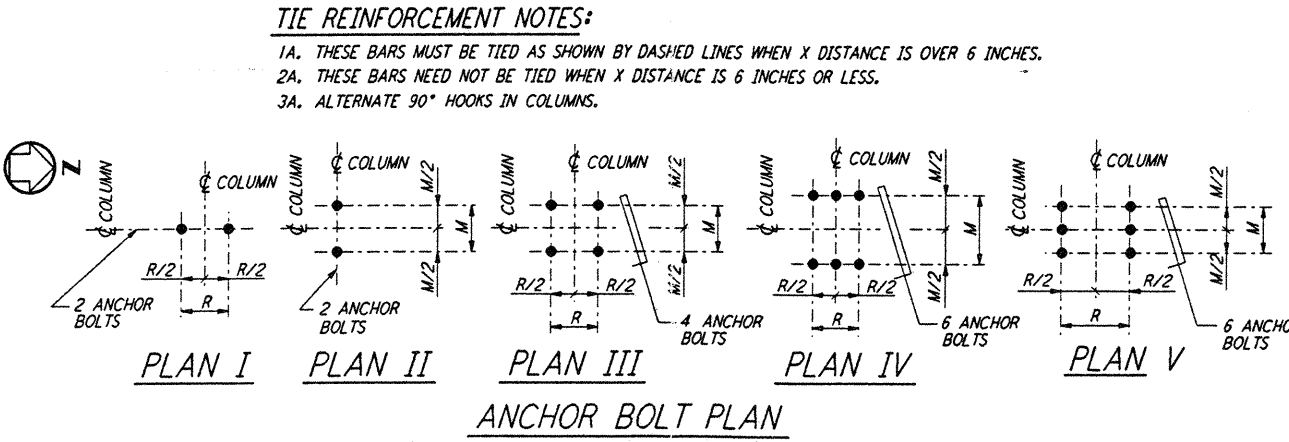 TIE REINFORCEMENT NOTES:
1A. THESE BARS MUST BE TIED AS SHOWN BY DASHED LINES WHEN X DISTANCE IS OVER 6 INCHES.
2A. THESE BARS NEED NOT BE TIED WHEN X DISTANCE IS 6 INCHES OR LESS.
3A. ALTERNATE 90° HOOKS IN COLUMNS.
N
℄ COLUMN
℄ COLUMN
R/2
R/2
R
2 ANCHOR
BOLTS
PLAN I
℄ COLUMN
℄ COLUMN
M/2
M
M/2
2 ANCHOR
BOLTS
PLAN II
℄ COLUMN
℄ COLUMN
M/2
M
M/2
R/2
R/2
R
4 ANCHOR
BOLTS
PLAN III
℄ COLUMN
℄ COLUMN
M/2
M
M/2
R/2
R/2
R
6 ANCHOR
BOLTS
PLAN IV
℄ COLUMN
℄ COLUMN
M/2
M
M/2
R/2
R/2
R
6 ANCHO
BOLTS
PLAN V
ANCHOR BOLT PLAN